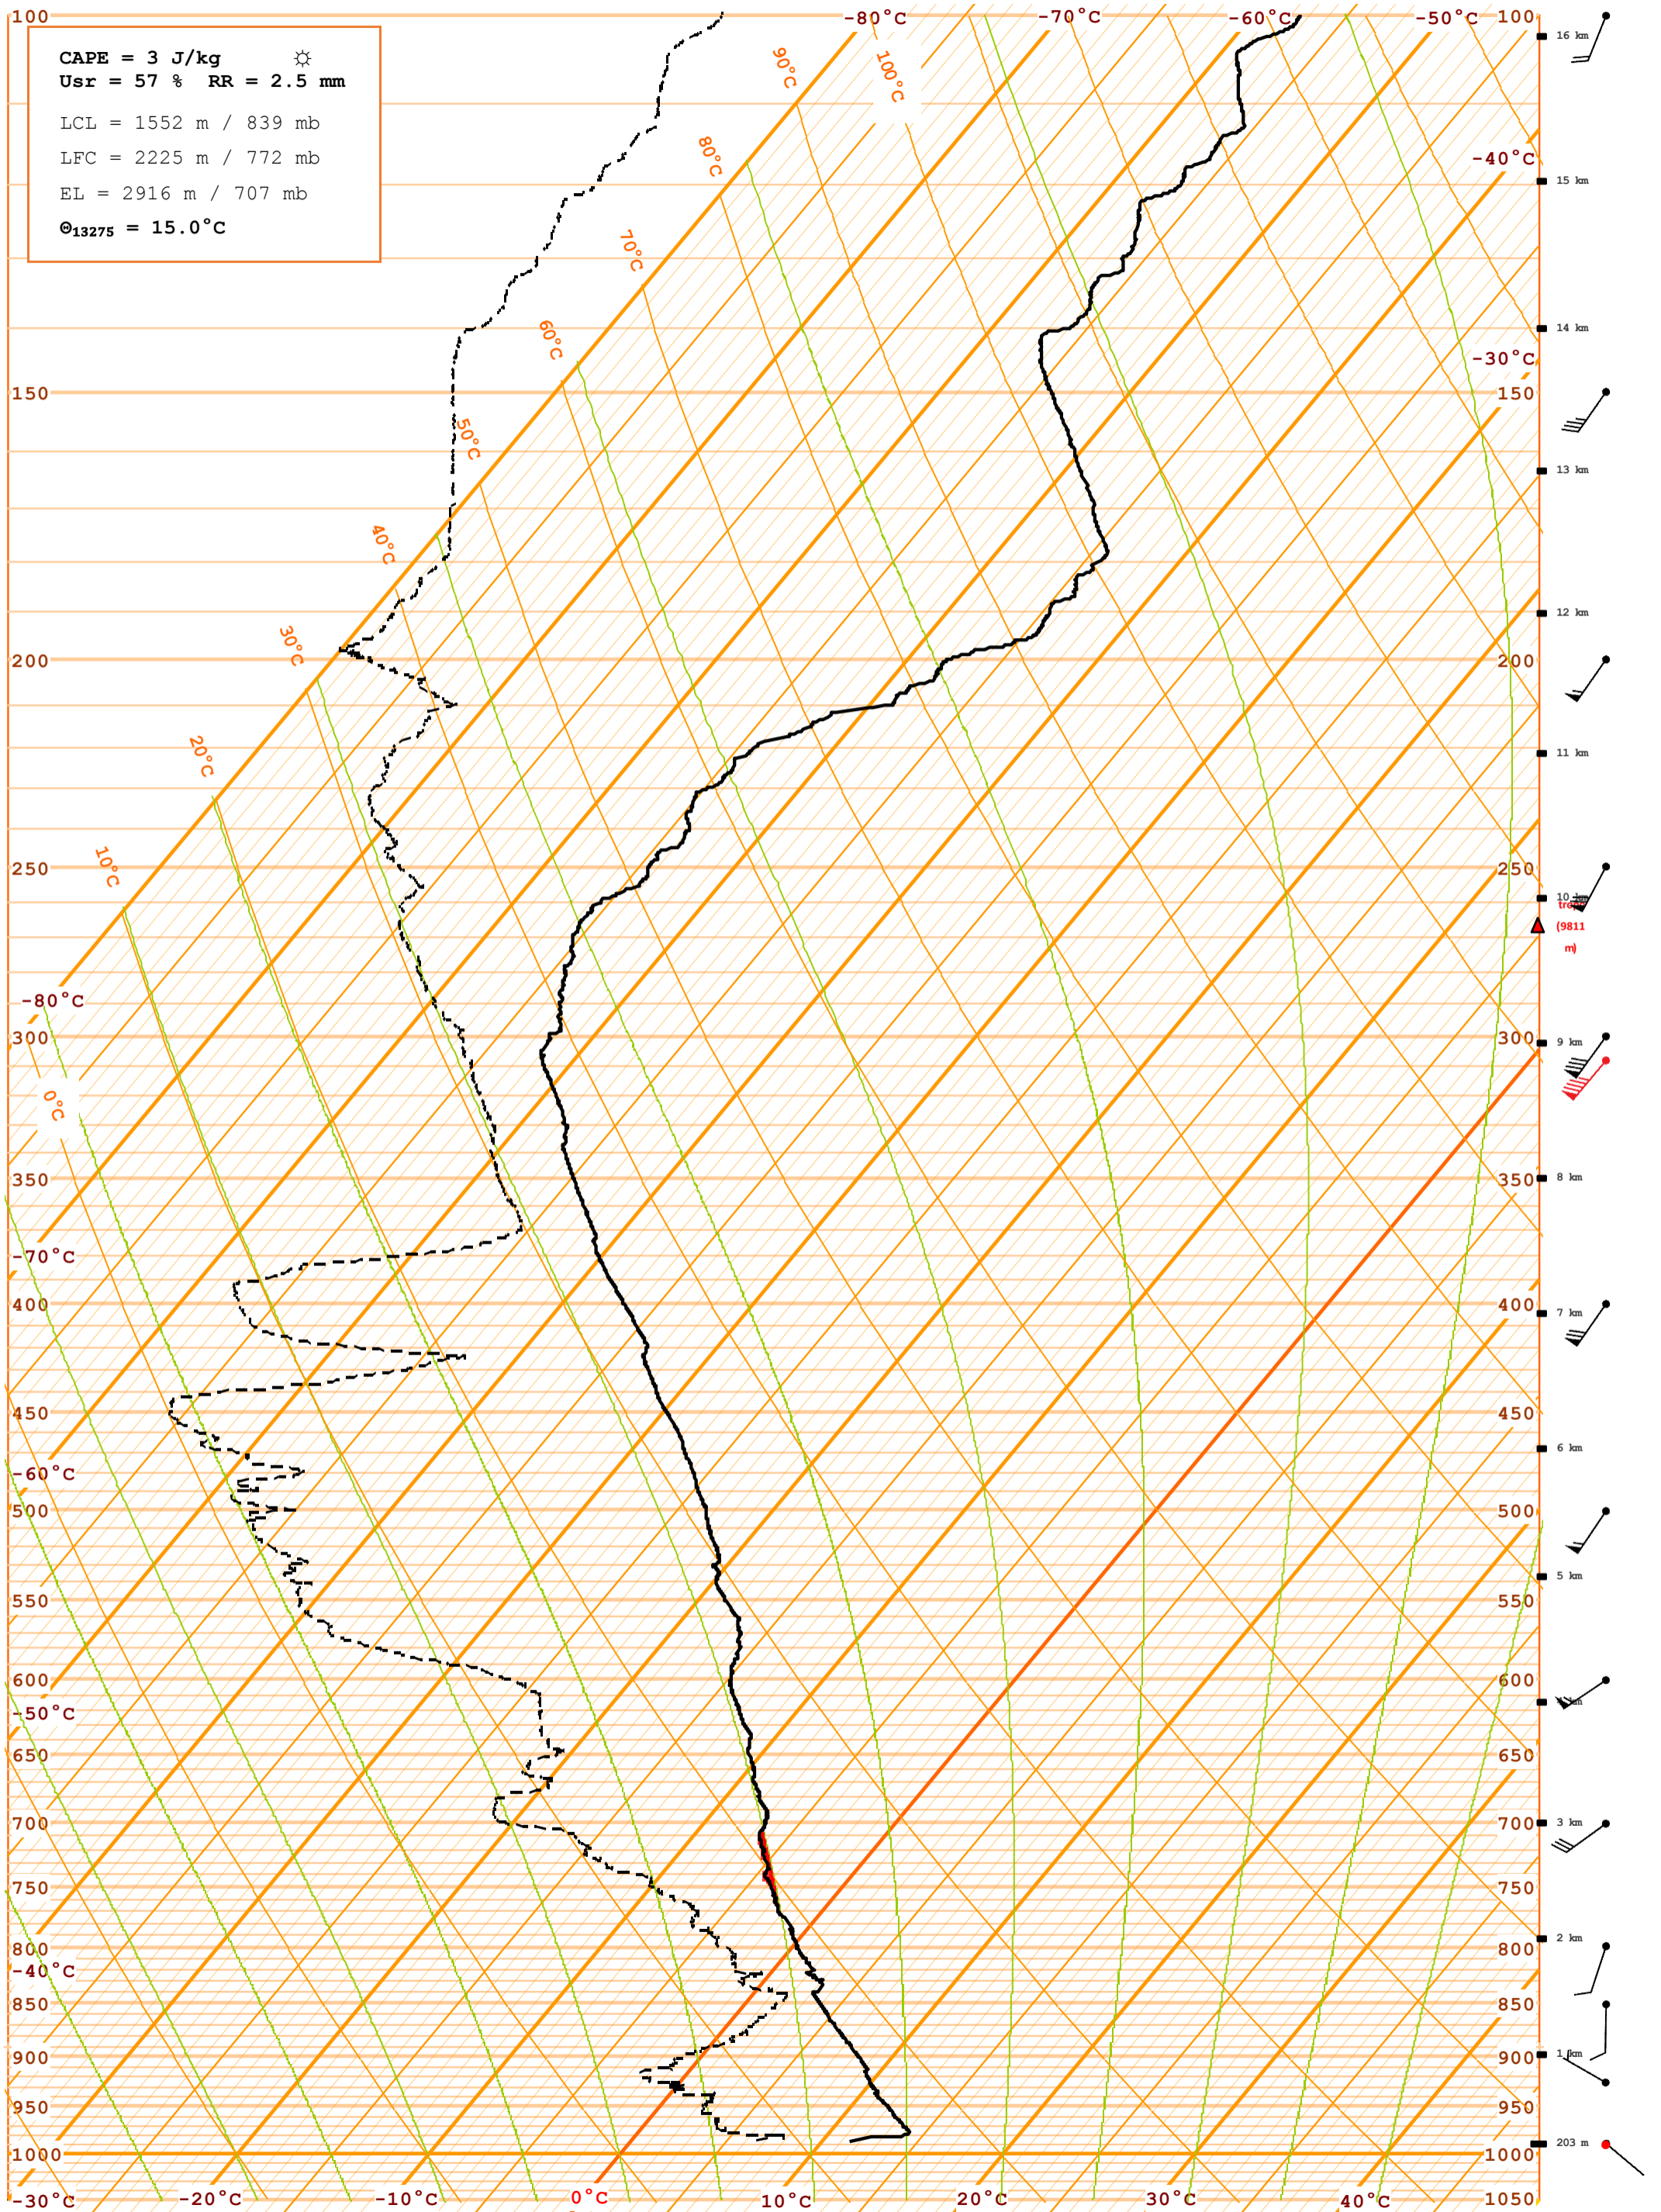 100 -80°C -70°C -60°C -50°C 100
16 km
CAPE = 3 J/kg ☼
Usr = 57 % RR = 2.5 mm
LCL = 1552 m / 839 mb
LFC = 2225 m / 772 mb
EL = 2916 m / 707 mb
Θ13275 = 15.0°C
90°C 100°C
80°C
-40°C
15 km
70°C
60°C
14 km
-30°C
150 150
50°C
13 km
40°C
12 km
30°C
200 200
20°C
11 km
10°C
250 250
10 km
(9811
m)
-80°C
300 300
9 km
0°C
350 350
8 km
-70°C
400 400
7 km
450 450
6 km
-60°C
500 500
5 km
550 550
600 600
-50°C
650 650
700 700
3 km
750 750
800 800
2 km
-40°C
850 850
900 900
1 km
950 950
203 m
1000 1000
-30°C -20°C -10°C 0°C 10°C 20°C 30°C 40°C 1050